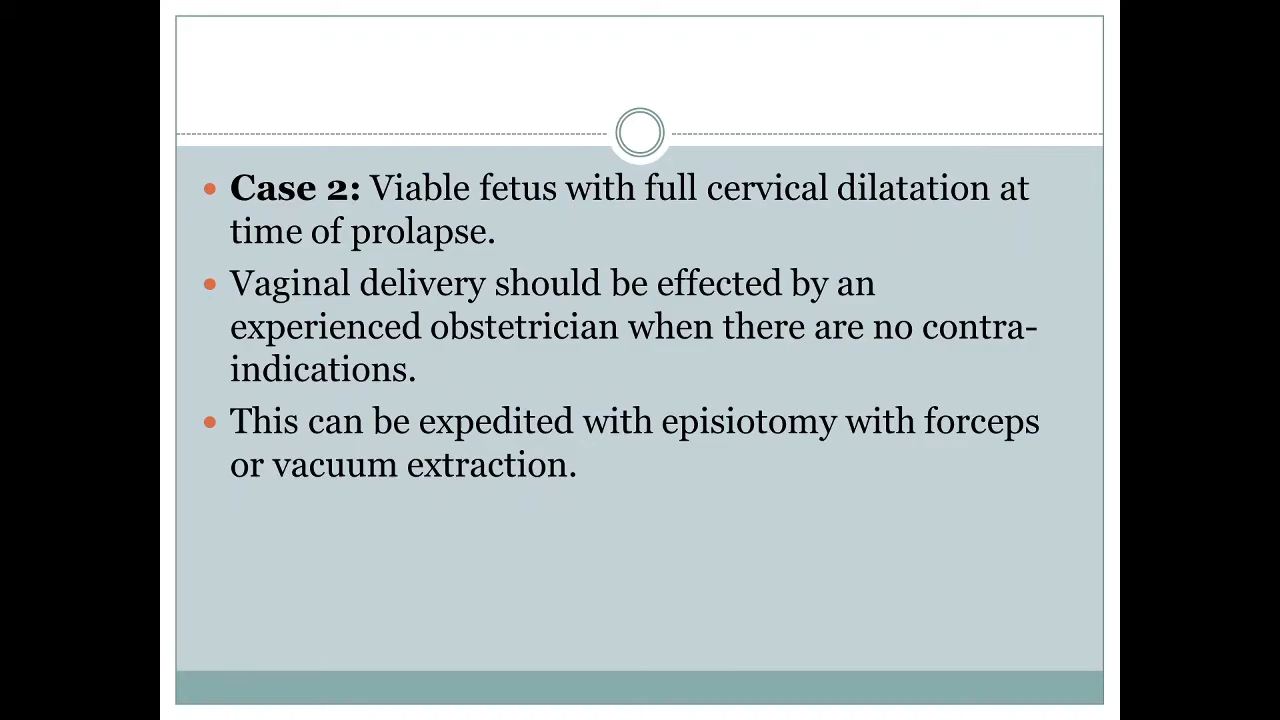 Case 2: Viable fetus with full cervical dilatation at
time of prolapse.
Vaginal delivery should be effected by an
experienced obstetrician when there are no contra-
indications.
This can be expedited with episiotomy with forceps
or vacuum extraction.